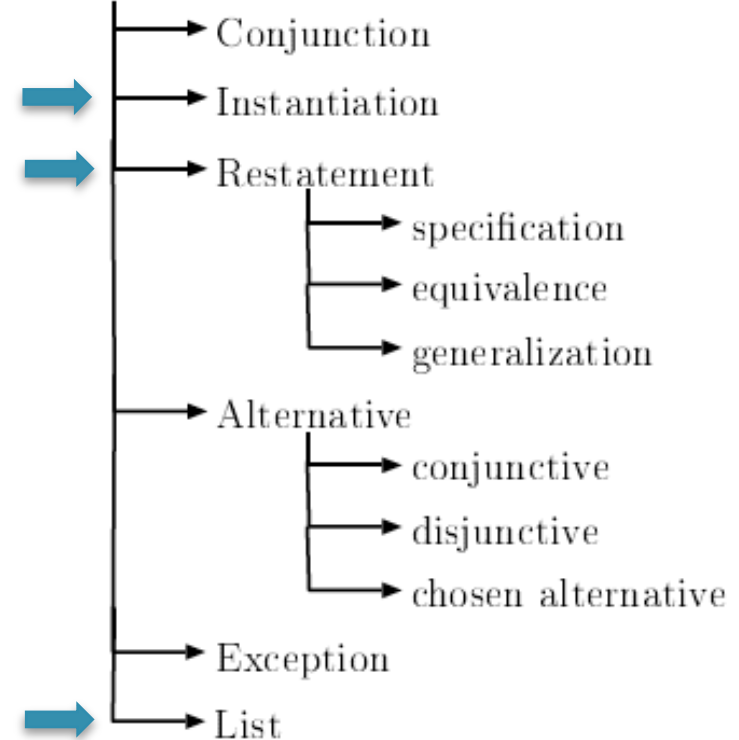 Conjunction
Instantiation
Restatement
specification
equivalence
generalization
Alternative
conjunctive
disjunctive
chosen alternative
Exception
List